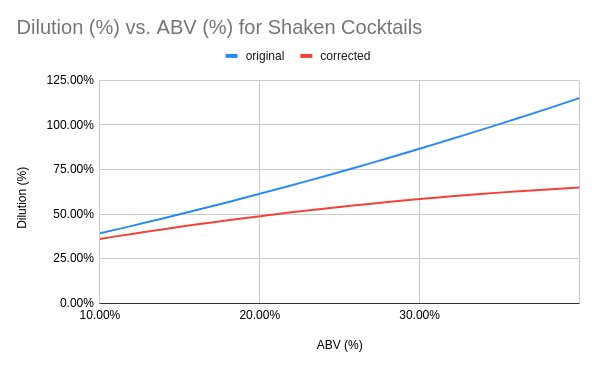 Dilution (%) vs. ABV (%) for Shaken Cocktails
original corrected
125.00%
100.00%
75.00%
50.00%
25.00%
0.00%
Dilution (%)
10.00% 20.00% 30.00%
ABV (%)